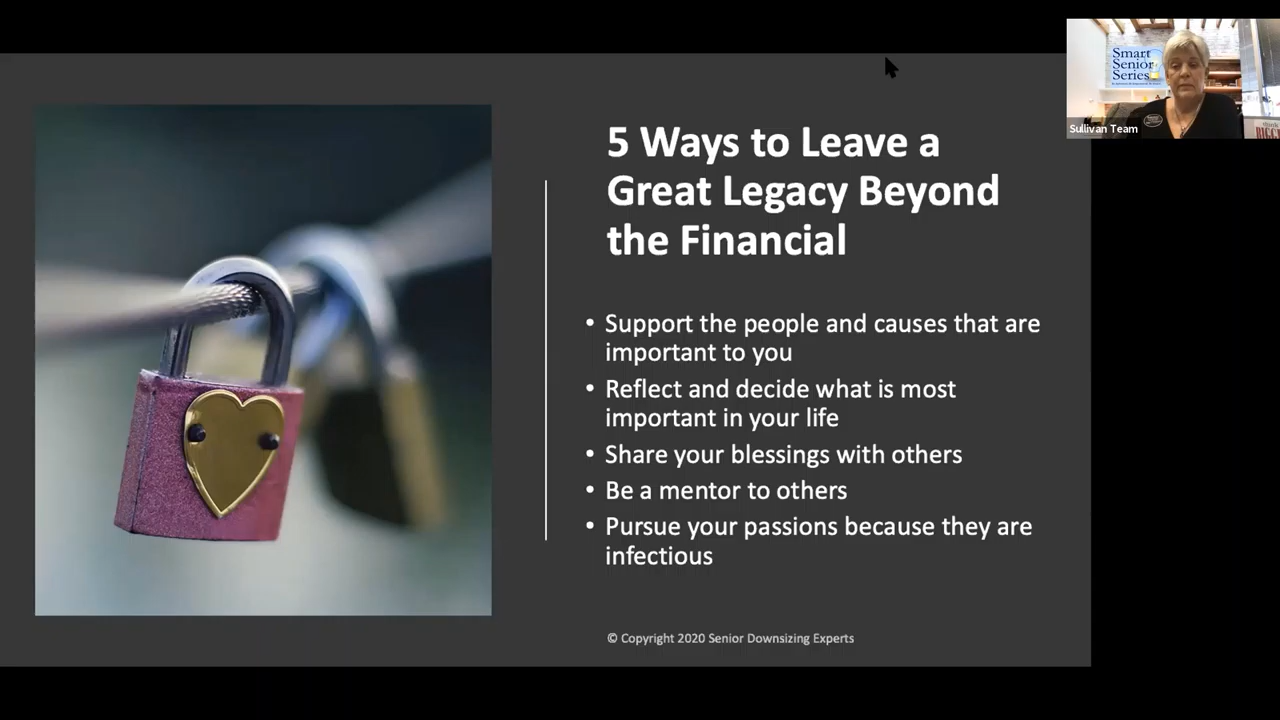 5 Ways to Leave a
Great Legacy Beyond
the Financial
• Support the people and causes that are
important to you
• Reflect and decide what is most
important in your life
• Share your blessings with others
• Be a mentor to others
• Pursue your passions because they are
infectious
© Copyright 2020 Senior Downsizing Experts
Smart
Senior
Series
Sullivan Team